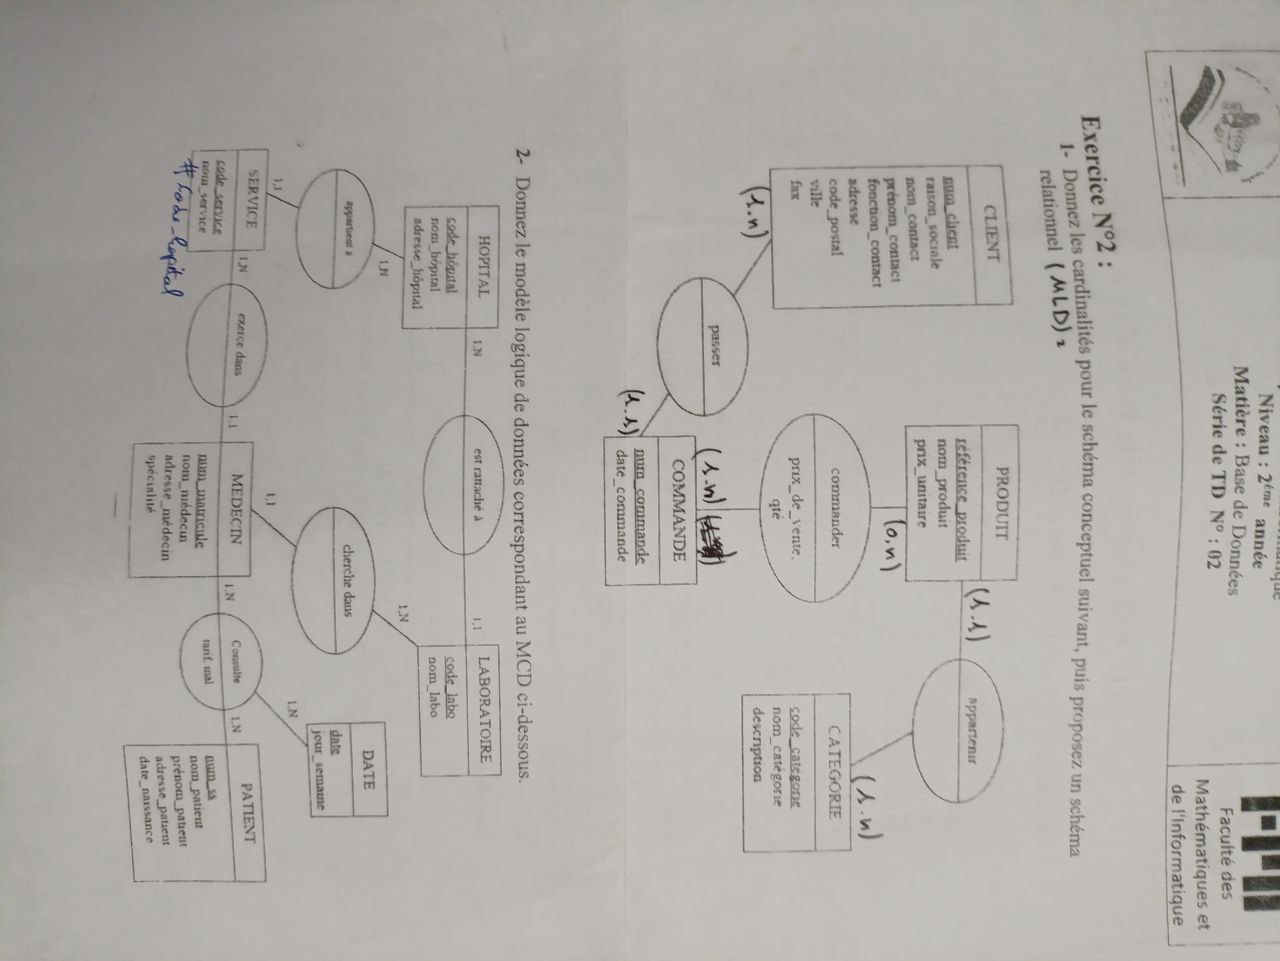 Niveau : 2ème année
Matière : Base de Données
Série de TD N° : 02
Faculté des
Mathématiques et
de l'Informatique
Exercice N°2 :
1- Donnez les cardinalités pour le schéma conceptuel suivant, puis proposez un schéma
relationnel (MLD)
CLIENT
num_client
raison_sociale
nom_contact
prénom_contact
fonction_contact
adresse
code_postal
ville
fax
(1.n)
passer
(1.1)
PRODUIT
référence_produit
nom_produit
prix_unitaire
(0.n)
(1.1)
commander
prix_de_vente,
qté
(1.n)
COMMANDE
num_commande
date_commande
appartenir
(1.n)
CATEGORIE
code_catégorie
nom_catégorie
description
2- Donnez le modèle logique de données correspondant au MCD ci-dessous.
HOPITAL
code_hôpital
nom_hôpital
adresse_hôpital
1,N
est rattaché à
1,1
LABORATOIRE
code_labo
nom_labo
1,N
appartient à
1,1
1,N
cherche dans
1,1
DATE
date
jour_semaine
1,N
SERVICE
code_service
nom_service
#code_hopital
1,N
exerce dans
1,1
MEDECIN
num_matricule
nom_médecin
adresse_médecin
spécialité
1,N
Consulte
tarif, mal
1,N
PATIENT
num_ss
nom_patient
prénom_patient
adresse_patient
date_naissance